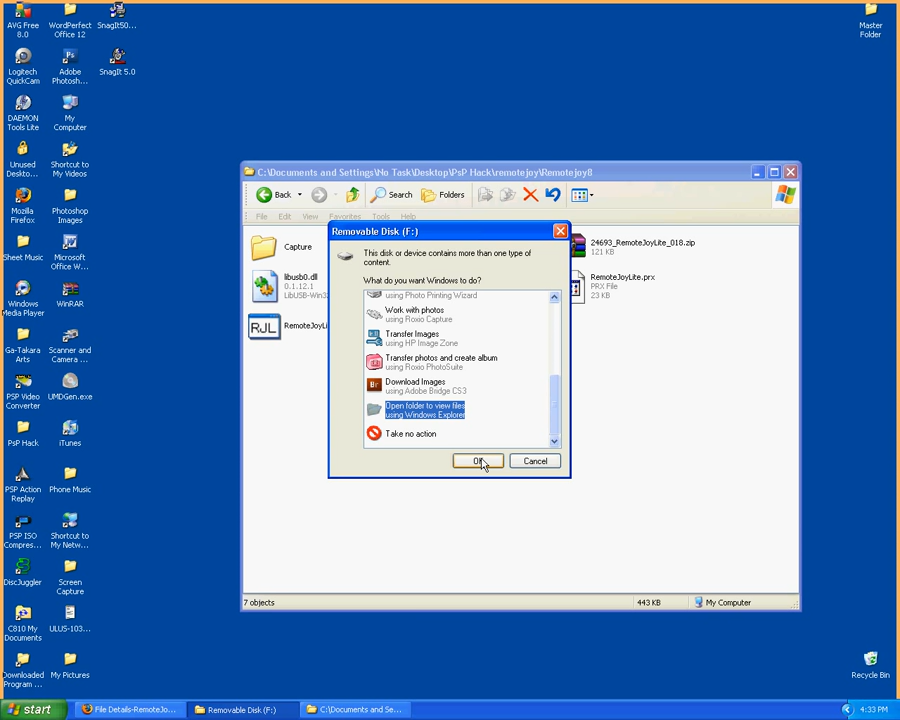 AVG Free
8.0
WordPerfect
Office 12
SnagIt50...
Master
Folder
Logitech
QuickCam
Adobe
Photosh...
SnagIt 5.0
DAEMON
Tools Lite
My
Computer
Unused
Deskto...
Shortcut to
My Videos
Mozilla
Firefox
Photoshop
Images
Sheet Music
Microsoft
Office W...
Windows
Media Player
WinRAR
Ga-Takara
Arts
Scanner and
Camera ...
PSP Video
Converter
UMDGen.exe
PsP Hack
iTunes
PSP Action
Replay
Phone Music
PSP ISO
Compres...
Shortcut to
My Netw...
DiscJuggler
Screen
Capture
C810 My
Documents
ULUS-103...
Downloaded
Program ...
My Pictures
Recycle Bin
C:\Documents and Settings\No Task\Desktop\PsP Hack\remotejoy\Remotejoy8
Back
Search
Folders
File Edit View Favorites Tools Help
Capture
24693_RemoteJoyLite_018.zip
121 KB
libusb0.dll
0.1.12.1
LibUSB-Win3
RemoteJoyLite.prx
PRX File
23 KB
RJL
RemoteJoyLi
7 objects
443 KB
My Computer
Removable Disk (F:)
This disk or device contains more than one type of
content.
What do you want Windows to do?
using Photo Printing Wizard
Work with photos
using Roxio Capture
Transfer Images
using HP Image Zone
Transfer photos and create album
using Roxio PhotoSuite
Br
Download Images
using Adobe Bridge CS3
Open folder to view files
using Windows Explorer
Take no action
OK
Cancel
start
File Details-RemoteJo...
Removable Disk (F:)
C:\Documents and Se...
4:33 PM